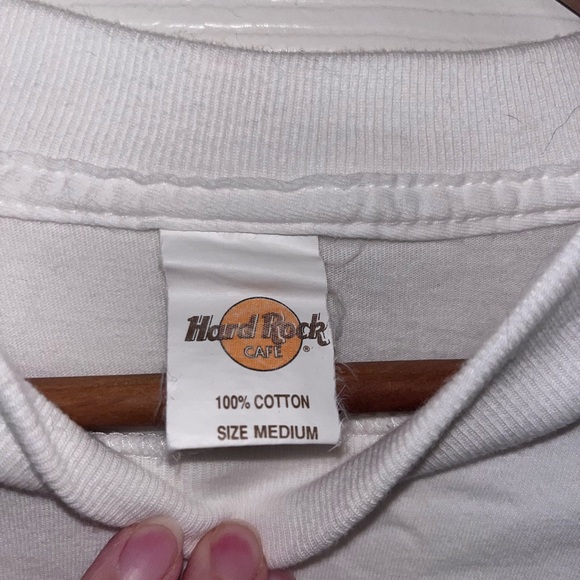 Hard Rock
CAFE ®
100% COTTON
SIZE MEDIUM